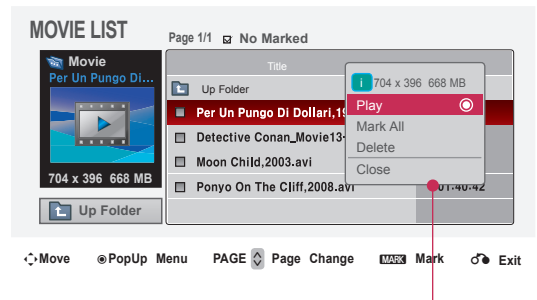 MOVIE LIST
Page 1/1 No Marked
Movie
Per Un Pungo Di...
704 x 396 668 MB
Up Folder
Title
Up Folder
Per Un Pungo Di Dollari,19
Detective Conan_Movie13-
Moon Child,2003.avi
Ponyo On The Cliff,2008.avi 01:40:42
i 704 x 396 668 MB
Play
Mark All
Delete
Close
Move PopUp Menu PAGE Page Change MARK Mark Exit